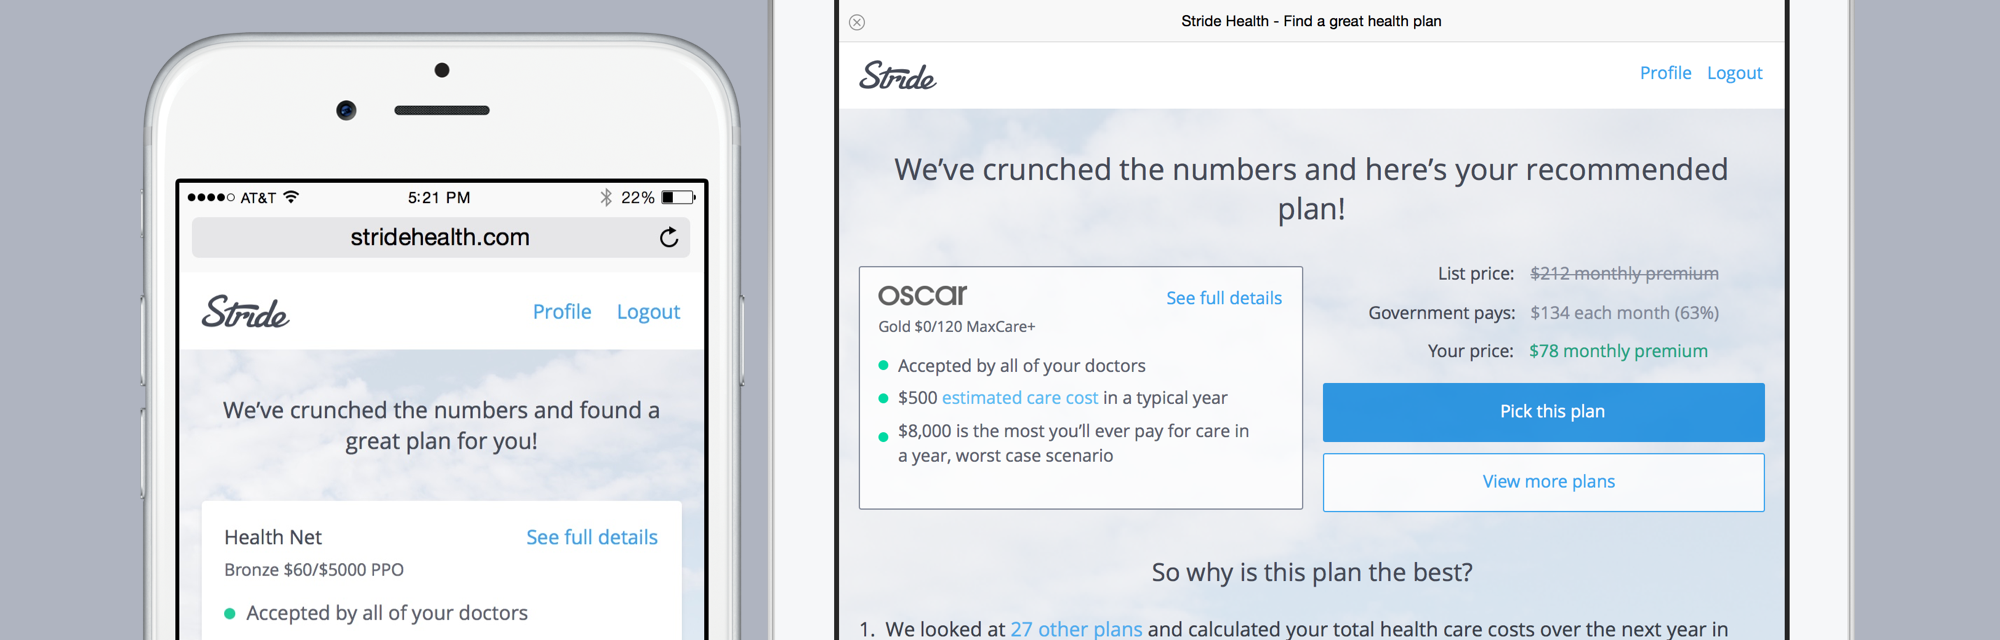 AT&T 5:21 PM 22%
stridehealth.com
Stride Profile Logout
We’ve crunched the numbers and found a
great plan for you!
Health Net See full details
Bronze $60/$5000 PPO
Accepted by all of your doctors
Stride Health - Find a great health plan
Stride Profile Logout
We’ve crunched the numbers and here’s your recommended
plan!
oscar See full details
Gold $0/120 MaxCare+
Accepted by all of your doctors
$500 estimated care cost in a typical year
$8,000 is the most you’ll ever pay for care in
a year, worst case scenario
List price: $212 monthly premium
Government pays: $134 each month (63%)
Your price: $78 monthly premium
Pick this plan
View more plans
So why is this plan the best?
1. We looked at 27 other plans and calculated your total health care costs over the next year in